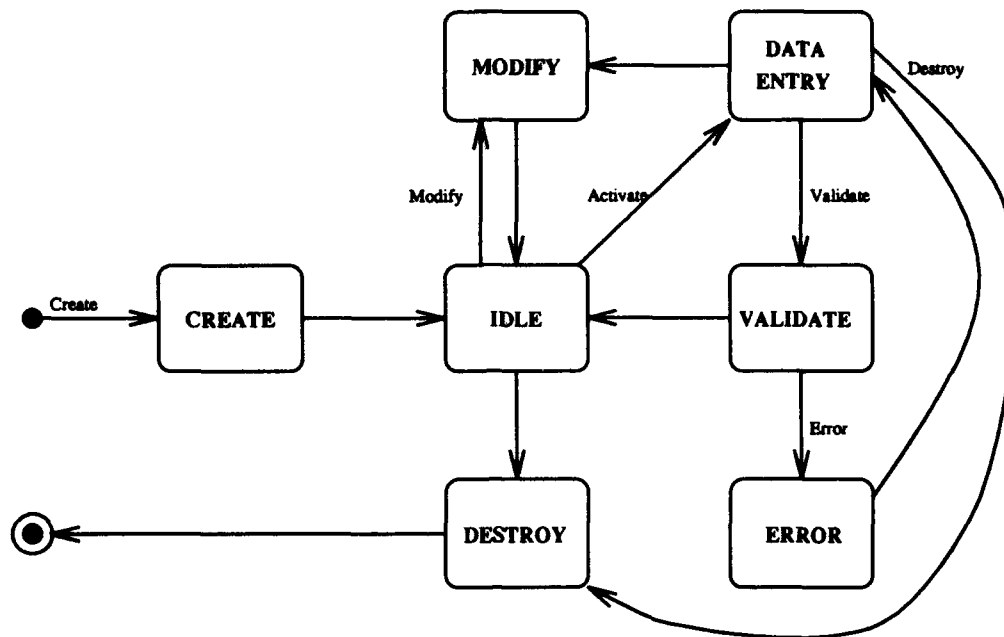 MODIFY
DATA
ENTRY
Destroy
Modify
Activate
Validate
Create
CREATE
IDLE
VALIDATE
Error
DESTROY
ERROR